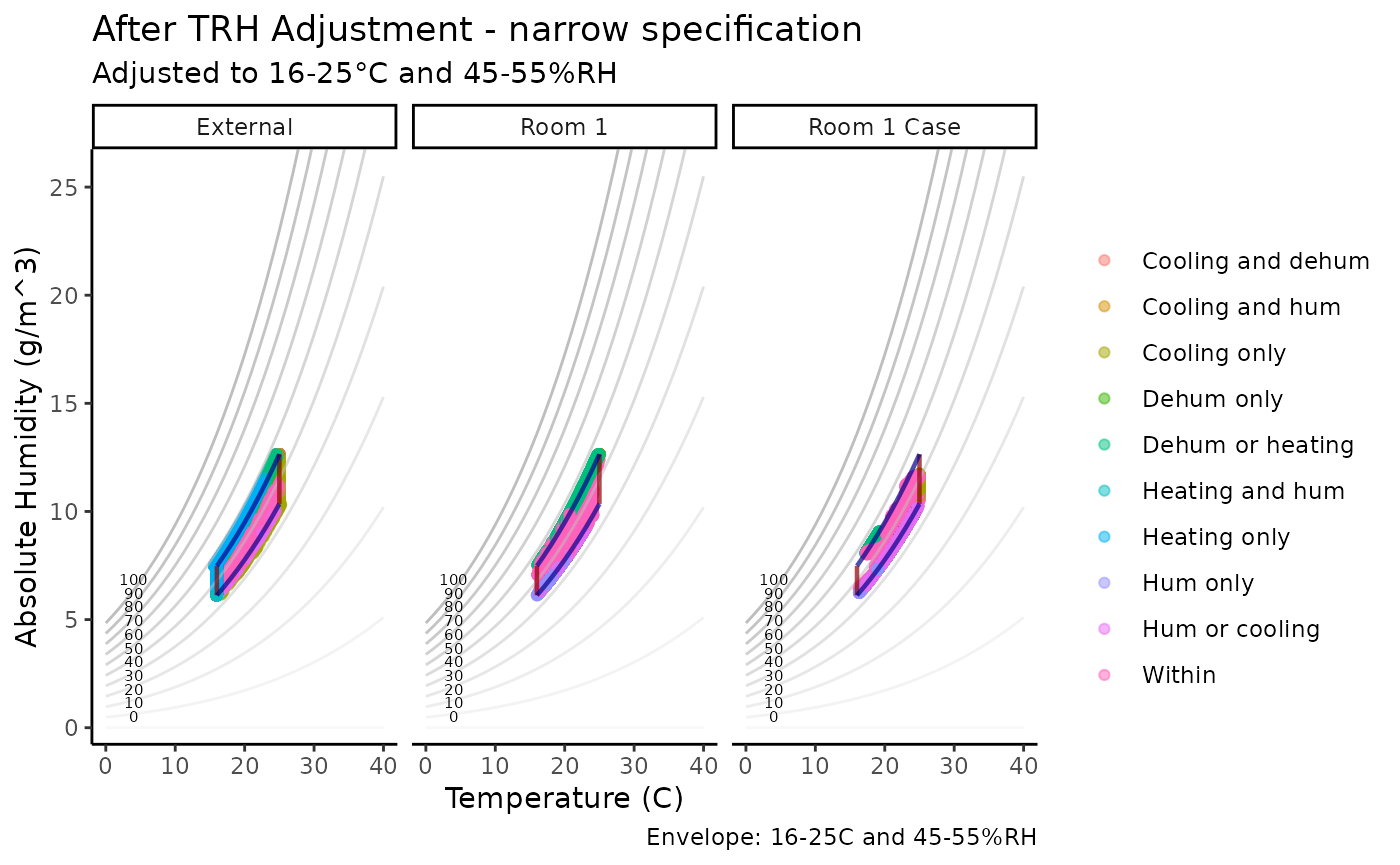 After TRH Adjustment - narrow specification
Adjusted to 16-25°C and 45-55%RH
External
Room 1
Room 1 Case
Absolute Humidity (g/m^3)
25
20
15
10
5
0
100
90
80
70
60
50
40
30
20
10
0
100
90
80
70
60
50
40
30
20
10
0
100
90
80
70
60
50
40
30
20
10
0
0 10 20 30 40
0 10 20 30 40
0 10 20 30 40
Temperature (C)
Envelope: 16-25C and 45-55%RH
Cooling and dehum
Cooling and hum
Cooling only
Dehum only
Dehum or heating
Heating and hum
Heating only
Hum only
Hum or cooling
Within